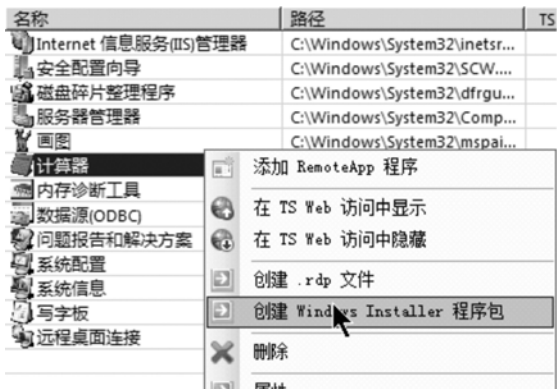 名称 路径 TS
Internet 信息服务(IIS)管理器 C:\Windows\System32\inetsr...
安全配置向导 C:\Windows\System32\SCW....
磁盘碎片整理程序 C:\Windows\System32\dfrgu...
服务器管理器 C:\Windows\System32\Comp...
画图 C:\Windows\System32\mspai...
计算器
内存诊断工具
数据源(ODBC)
问题报告和解决方案
系统配置
系统信息
写字板
远程桌面连接
添加 RemoteApp 程序
在 TS Web 访问中显示
在 TS Web 访问中隐藏
创建 .rdp 文件
创建 Windows Installer 程序包
删除
属性